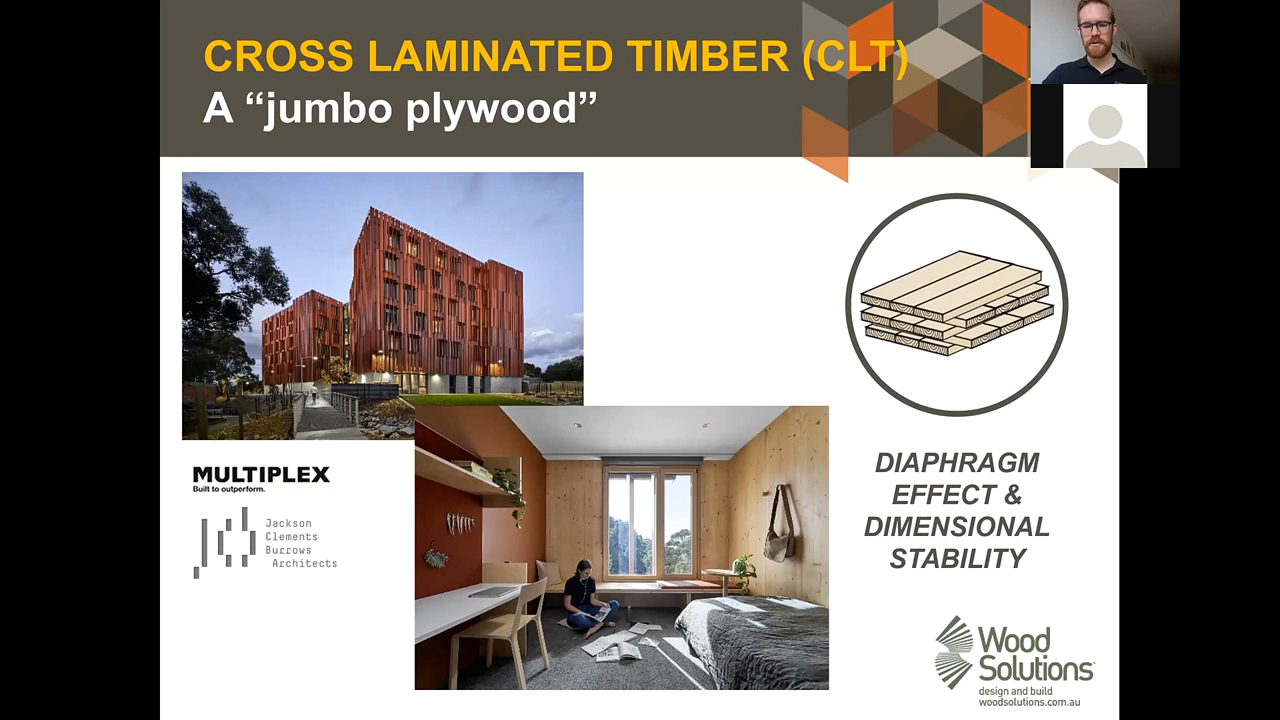 CROSS LAMINATED TIMBER (CLT)
A “jumbo plywood”
MULTIPLEX
Built to outperform.
Jackson
Clements
Burrows
Architects
DIAPHRAGM
EFFECT &
DIMENSIONAL
STABILITY
Wood
Solutions
design and build
woodsolutions.com.au